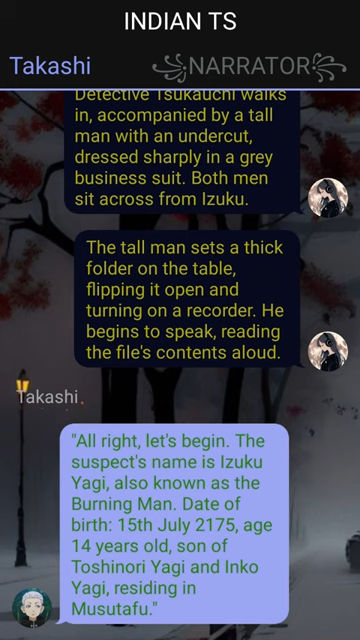 INDIAN TS
Takashi
NARRATOR
Detective Tsukauchi walks
in, accompanied by a tall
man with an undercut,
dressed sharply in a grey
business suit. Both men
sit across from Izuku.
The tall man sets a thick
folder on the table,
flipping it open and
turning on a recorder. He
begins to speak, reading
the file's contents aloud.
Takashi.
"All right, let's begin. The
suspect's name is Izuku
Yagi, also known as the
Burning Man. Date of
birth: 15th July 2175, age
14 years old, son of
Toshinori Yagi and Inko
Yagi, residing in
Musutafu."